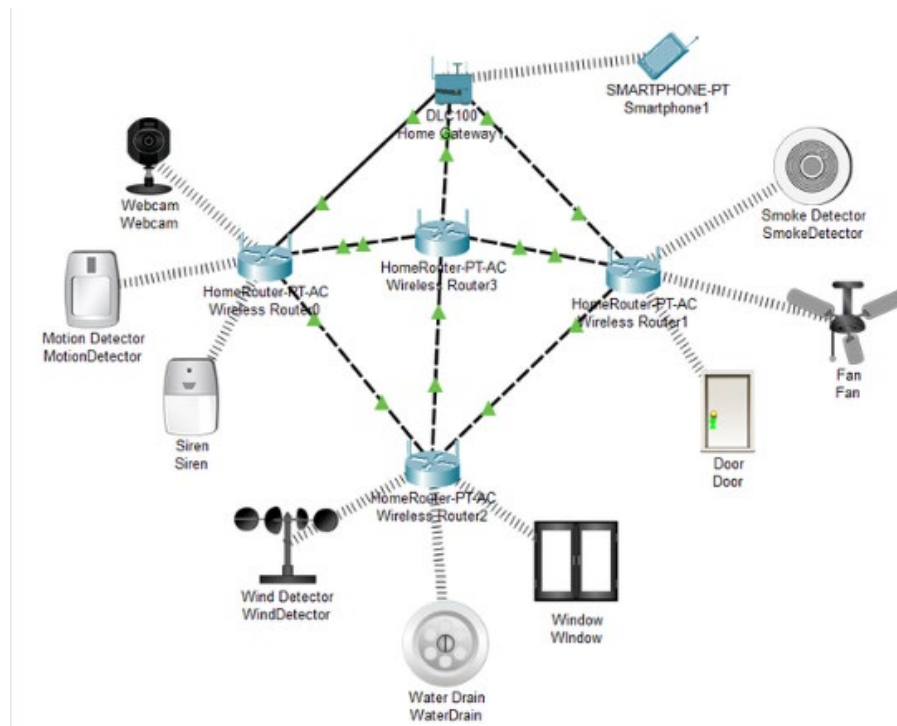 SMARTPHONE-PT
Smartphone1
DLC100
Home Gateway1
Webcam
Webcam
Smoke Detector
SmokeDetector
HomeRouter-PT-AC
Wireless Router3
HomeRouter-PT-AC
Wireless Router0
HomeRouter-PT-AC
Wireless Router1
Motion Detector
MotionDetector
Fan
Fan
Siren
Siren
Door
Door
HomeRouter-PT-AC
Wireless Router2
Wind Detector
WindDetector
Window
WIndow
Water Drain
WaterDrain